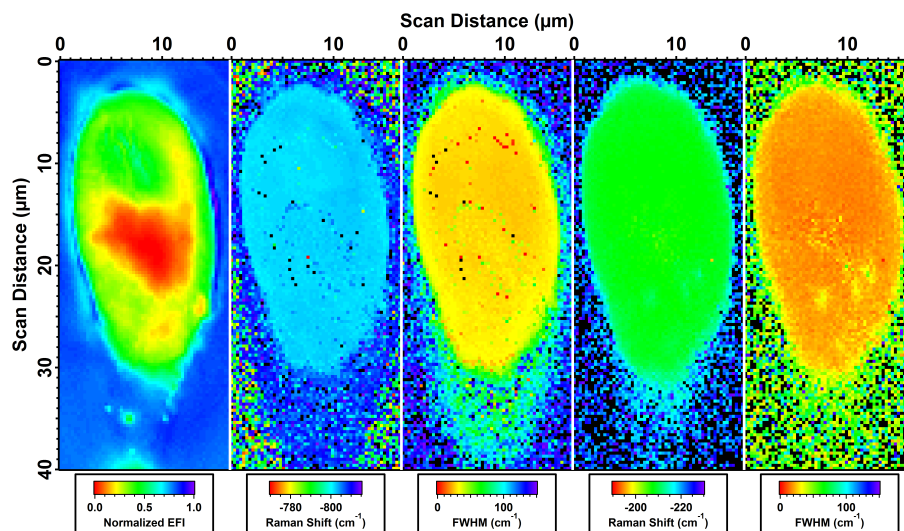 Scan Distance (µm)
0 10 0 10 0 10 0 10 0 10
0
10
20
30
40
Scan Distance (µm)
0.0 0.5 1.0
Normalized EFI
-780 -800
Raman Shift (cm⁻¹)
0 100
FWHM (cm⁻¹)
-200 -220
Raman Shift (cm⁻¹)
0 100
FWHM (cm⁻¹)